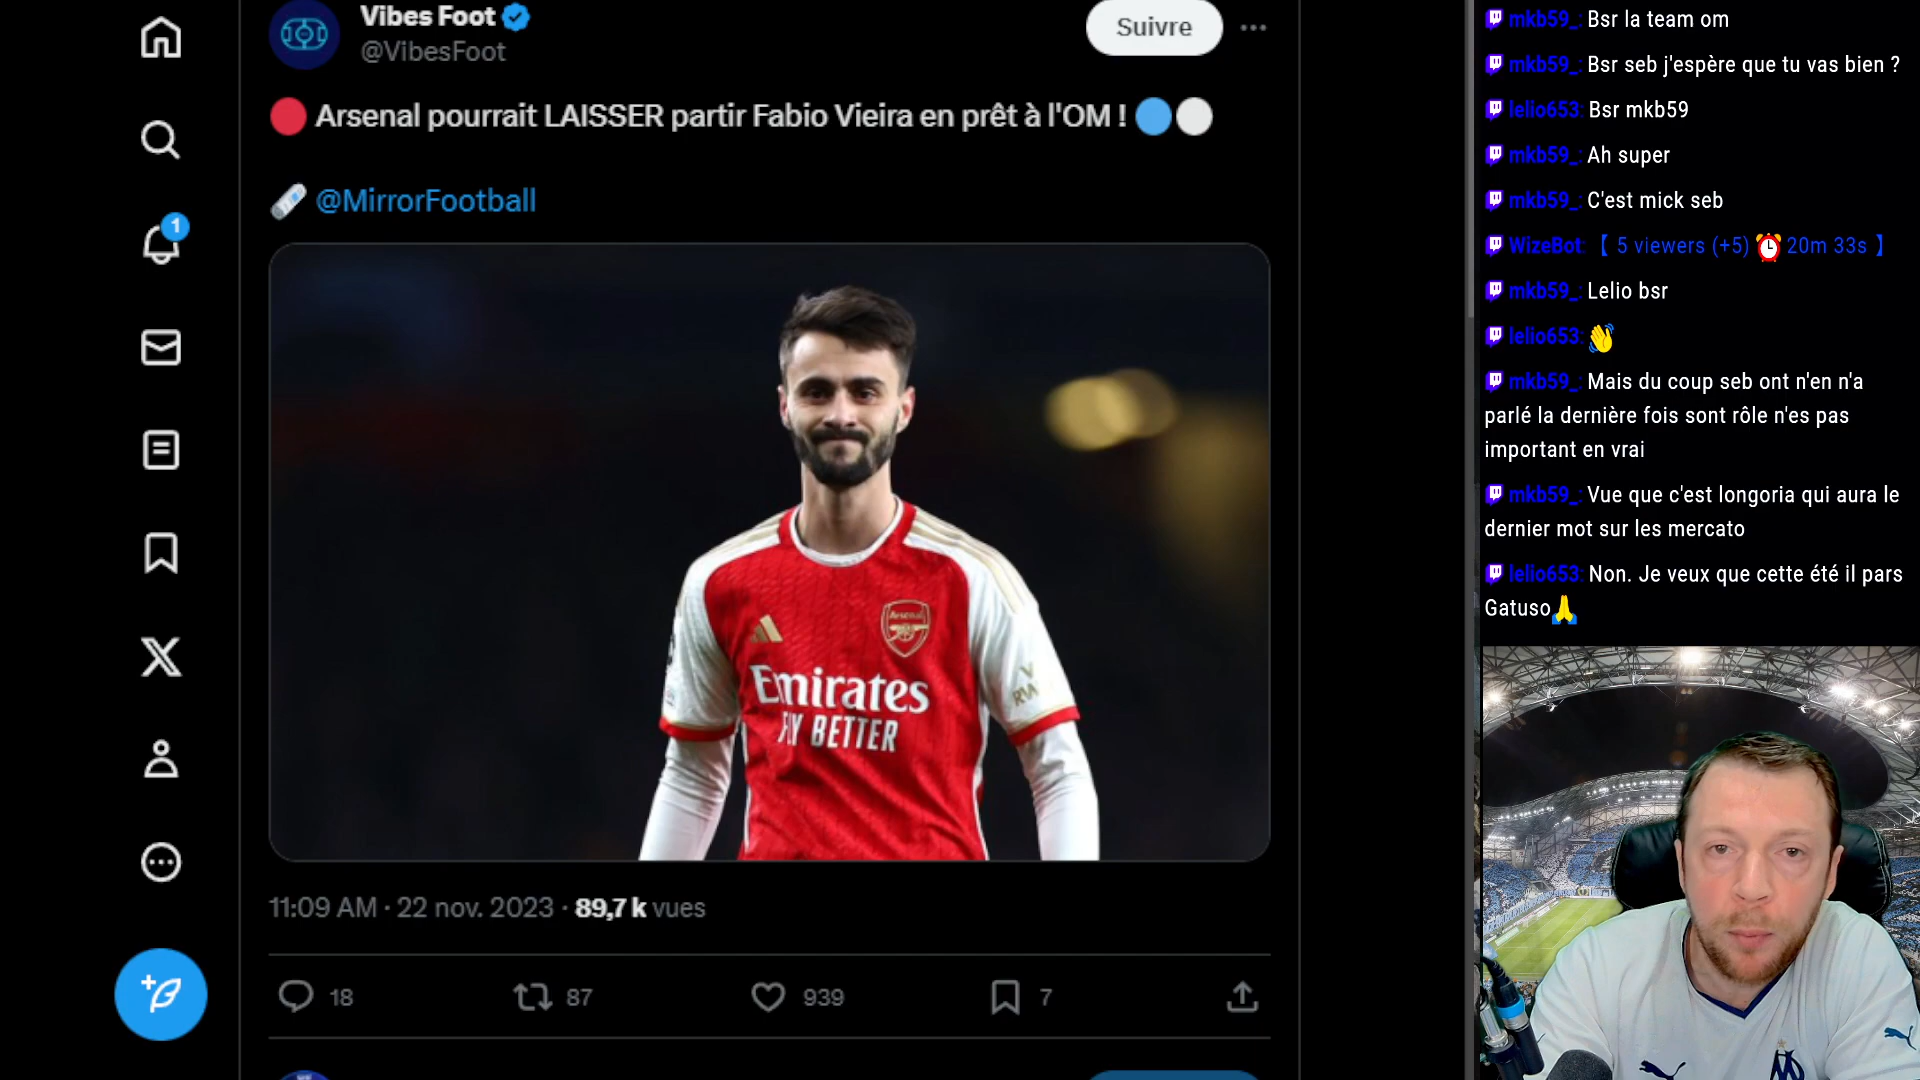 Vibes Foot
@VibesFoot
Suivre
Arsenal pourrait LAISSER partir Fabio Vieira en prêt à l'OM !
@MirrorFootball
1
Arsenal
Emirates
FLY BETTER
V
RW
11:09 AM · 22 nov. 2023 · 89,7 k vues
18
87
939
7
mkb59_: Bsr la team om
mkb59_: Bsr seb j'espère que tu vas bien ?
lelio653: Bsr mkb59
mkb59_: Ah super
mkb59_: C'est mick seb
WizeBot: 【 5 viewers (+5) ⏰ 20m 33s 】
mkb59_: Lelio bsr
lelio653: 👋
mkb59_: Mais du coup seb ont n'en n'a
parlé la dernière fois sont rôle n'es pas
important en vrai
mkb59_: Vue que c'est longoria qui aura le
dernier mot sur les mercato
lelio653: Non. Je veux que cette été il pars
Gatuso🙏